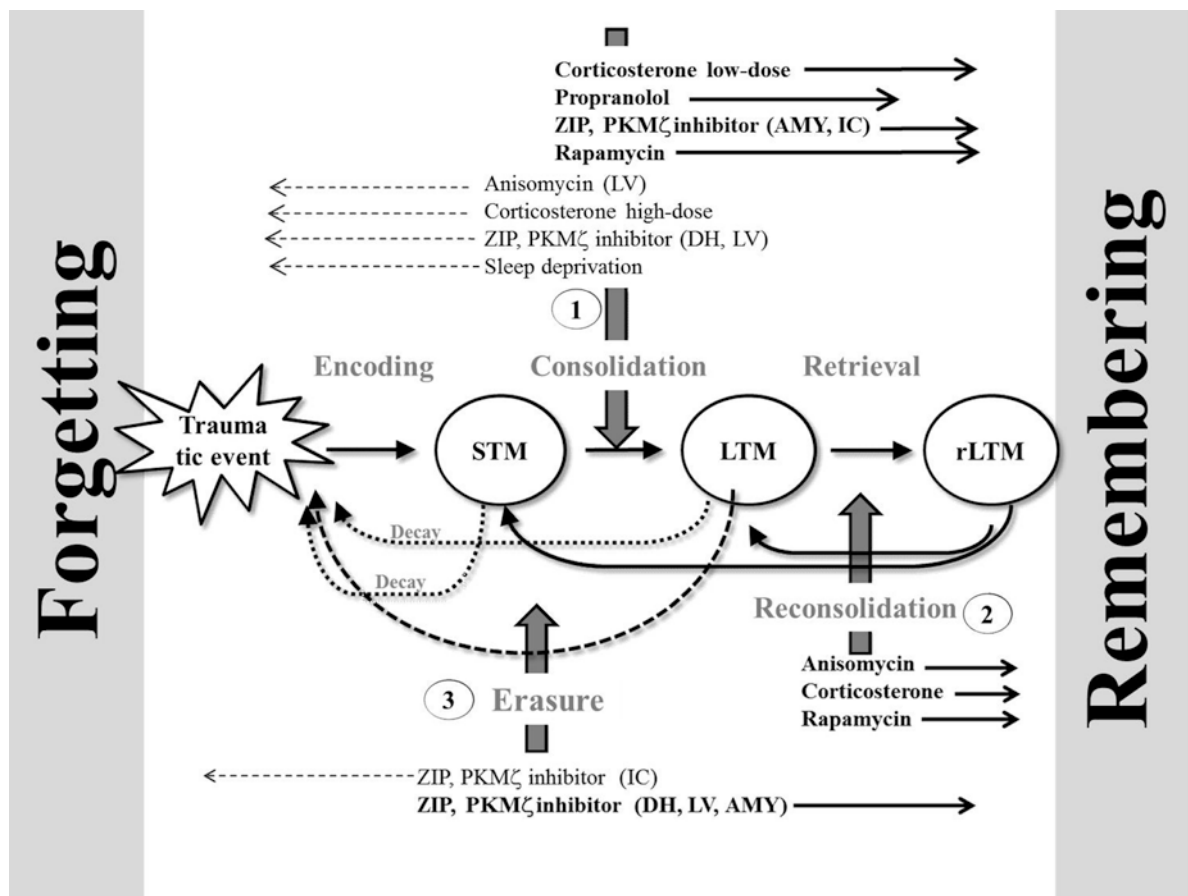 Forgetting
Remembering
Corticosterone low-dose
Propranolol
ZIP, PKMζ inhibitor (AMY, IC)
Rapamycin
Anisomycin (LV)
Corticosterone high-dose
ZIP, PKMζ inhibitor (DH, LV)
Sleep deprivation
1
Encoding
Consolidation
Retrieval
Trauma
tic event
STM
LTM
rLTM
Decay
Decay
Reconsolidation
2
Anisomycin
Corticosterone
Rapamycin
3
Erasure
ZIP, PKMζ inhibitor (IC)
ZIP, PKMζ inhibitor (DH, LV, AMY)